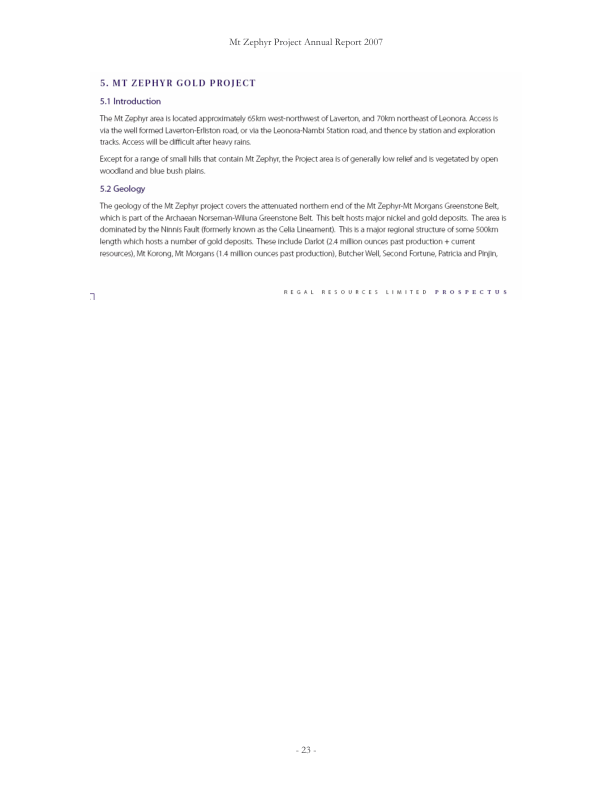 Mt Zephyr Project Annual Report 2007
5. MT ZEPHYR GOLD PROJECT
5.1 Introduction
The Mt Zephyr area is located approximately 65km west-northwest of Laverton, and 70km northeast of Leonora. Access is
via the well formed Laverton-Erliston road, or via the Leonora-Nambi Station road, and thence by station and exploration
tracks. Access will be difficult after heavy rains.
Except for a range of small hills that contain Mt Zephyr, the Project area is of generally low relief and is vegetated by open
woodland and blue bush plains.
5.2 Geology
The geology of the Mt Zephyr project covers the attenuated northern end of the Mt Zephyr-Mt Morgans Greenstone Belt,
which is part of the Archaean Norseman-Wiluna Greenstone Belt. This belt hosts major nickel and gold deposits. The area is
dominated by the Ninnis Fault (formerly known as the Celia Lineament). This is a major regional structure of some 500km
length which hosts a number of gold deposits. These include Darlot (2.4 million ounces past production + current
resources), Mt Korong, Mt Morgans (1.4 million ounces past production), Butcher Well, Second Fortune, Patricia and Pinjin,
REGAL RESOURCES LIMITED PROSPECTUS
- 23 -